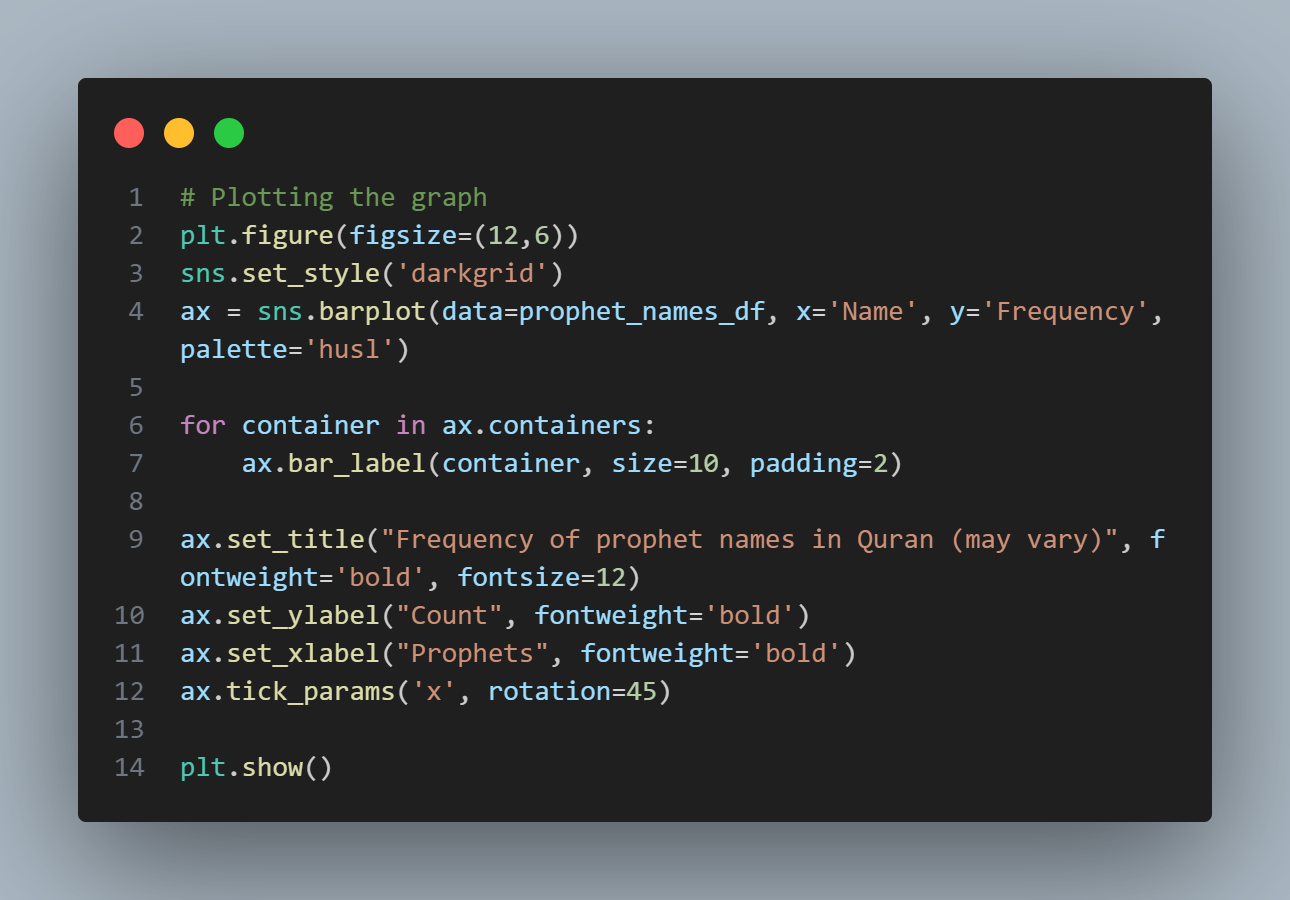 1 # Plotting the graph
2 plt.figure(figsize=(12,6))
3 sns.set_style('darkgrid')
4 ax = sns.barplot(data=prophet_names_df, x='Name', y='Frequency',
palette='husl')
5
6 for container in ax.containers:
7     ax.bar_label(container, size=10, padding=2)
8
9 ax.set_title("Frequency of prophet names in Quran (may vary)", f
ontweight='bold', fontsize=12)
10 ax.set_ylabel("Count", fontweight='bold')
11 ax.set_xlabel("Prophets", fontweight='bold')
12 ax.tick_params('x', rotation=45)
13
14 plt.show()